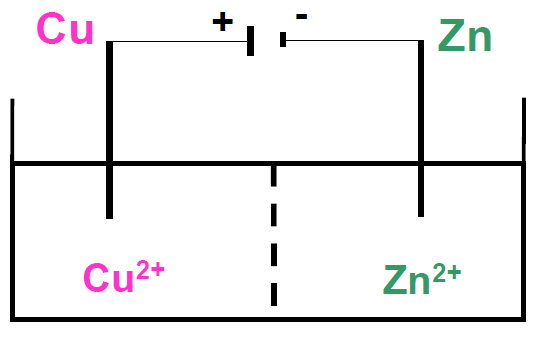 Cu + - Zn
Cu²⁺ Zn²⁺